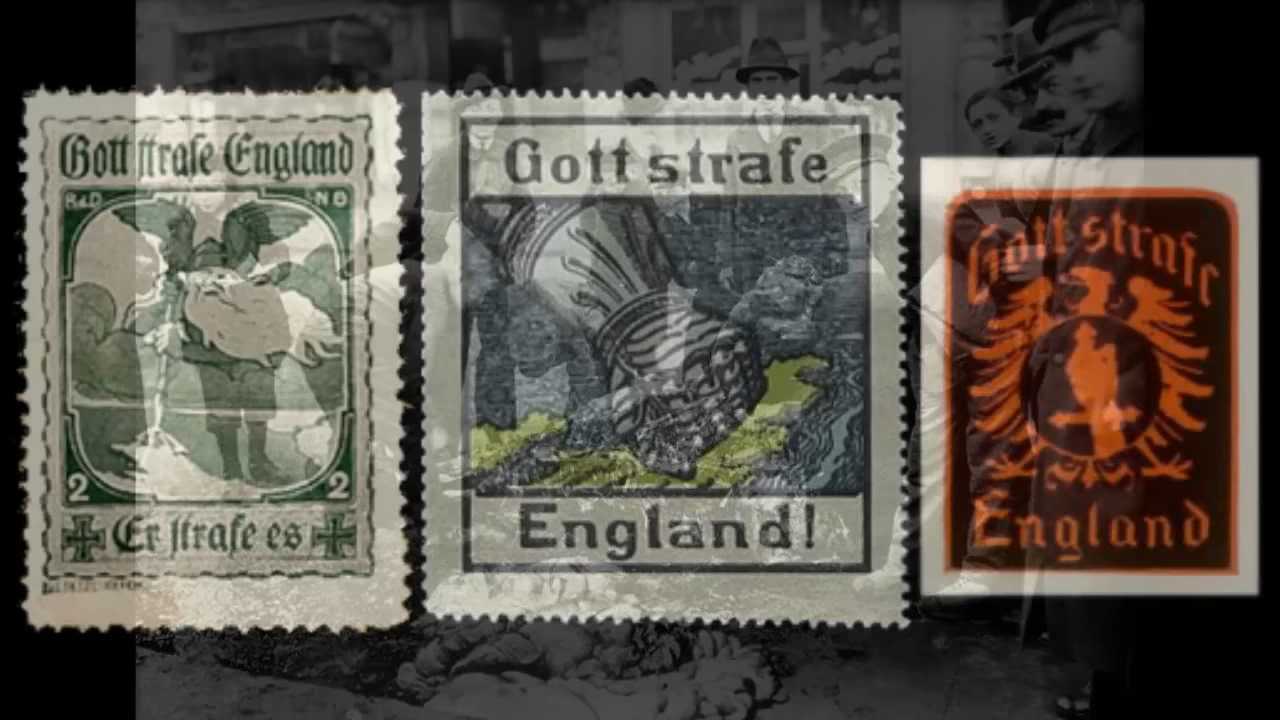 Gott strafe England
R&D
N B
2 2
Er strafe es
Gott strafe
England!
Gott strafe
England